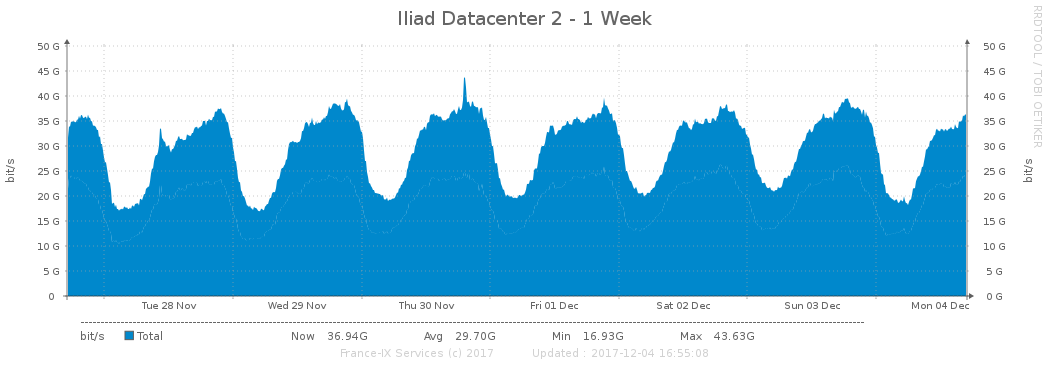 Iliad Datacenter 2 - 1 Week
RRDTOOL / TOBI OETIKER
bit/s
50 G 50 G
45 G 45 G
40 G 40 G
35 G 35 G
30 G 30 G
25 G 25 G
20 G 20 G
15 G 15 G
10 G 10 G
5 G 5 G
0 0 G
bit/s
Tue 28 Nov Wed 29 Nov Thu 30 Nov Fri 01 Dec Sat 02 Dec Sun 03 Dec Mon 04 Dec
bit/s Total Now 36.94G Avg 29.70G Min 16.93G Max 43.63G
France-IX Services (c) 2017 Updated : 2017-12-04 16:55:08